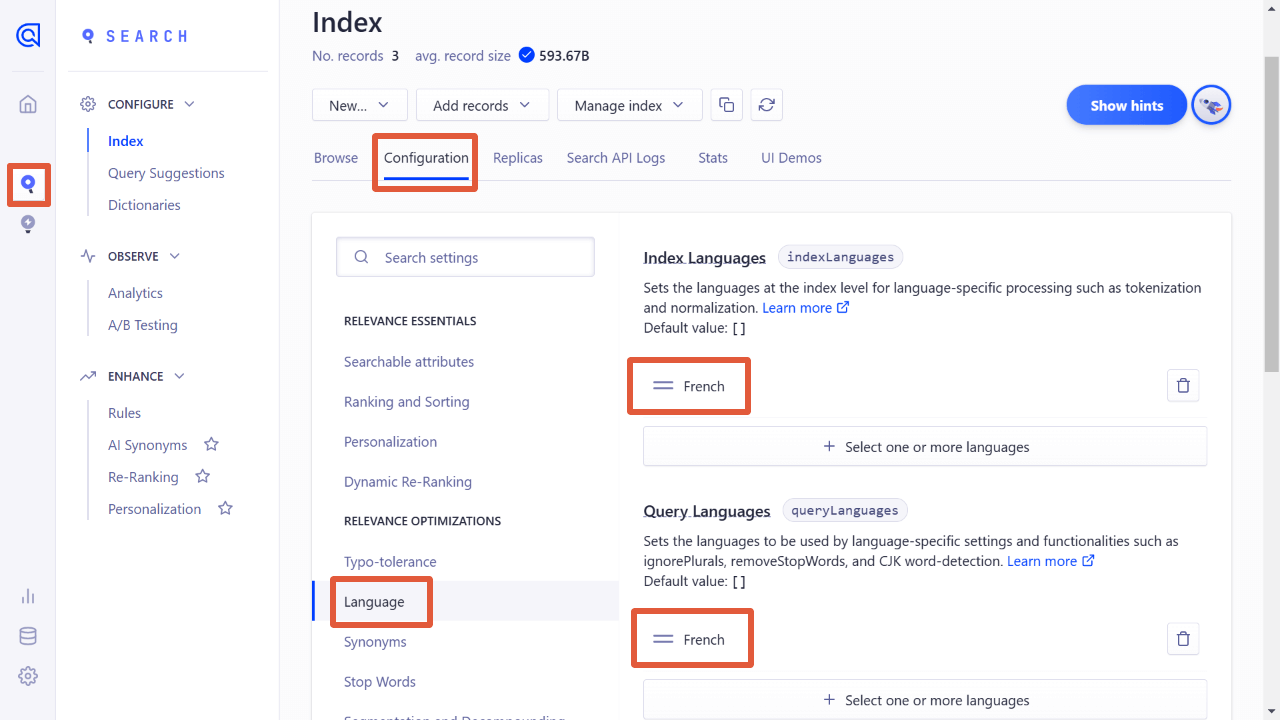 SEARCH
CONFIGURE
Index
Query Suggestions
Dictionaries
OBSERVE
Analytics
A/B Testing
ENHANCE
Rules
AI Synonyms
Re-Ranking
Personalization
Index
No. records 3 avg. record size 593.67B
New... Add records Manage index
Show hints
Browse Configuration Replicas Search API Logs Stats UI Demos
Search settings
RELEVANCE ESSENTIALS
Searchable attributes
Ranking and Sorting
Personalization
Dynamic Re-Ranking
RELEVANCE OPTIMIZATIONS
Typo-tolerance
Language
Synonyms
Stop Words
Segmentation and Decompounding
Index Languages indexLanguages
Sets the languages at the index level for language-specific processing such as tokenization
and normalization. Learn more
Default value: []
French
+ Select one or more languages
Query Languages queryLanguages
Sets the languages to be used by language-specific settings and functionalities such as
ignorePlurals, removeStopWords, and CJK word-detection. Learn more
Default value: []
French
+ Select one or more languages